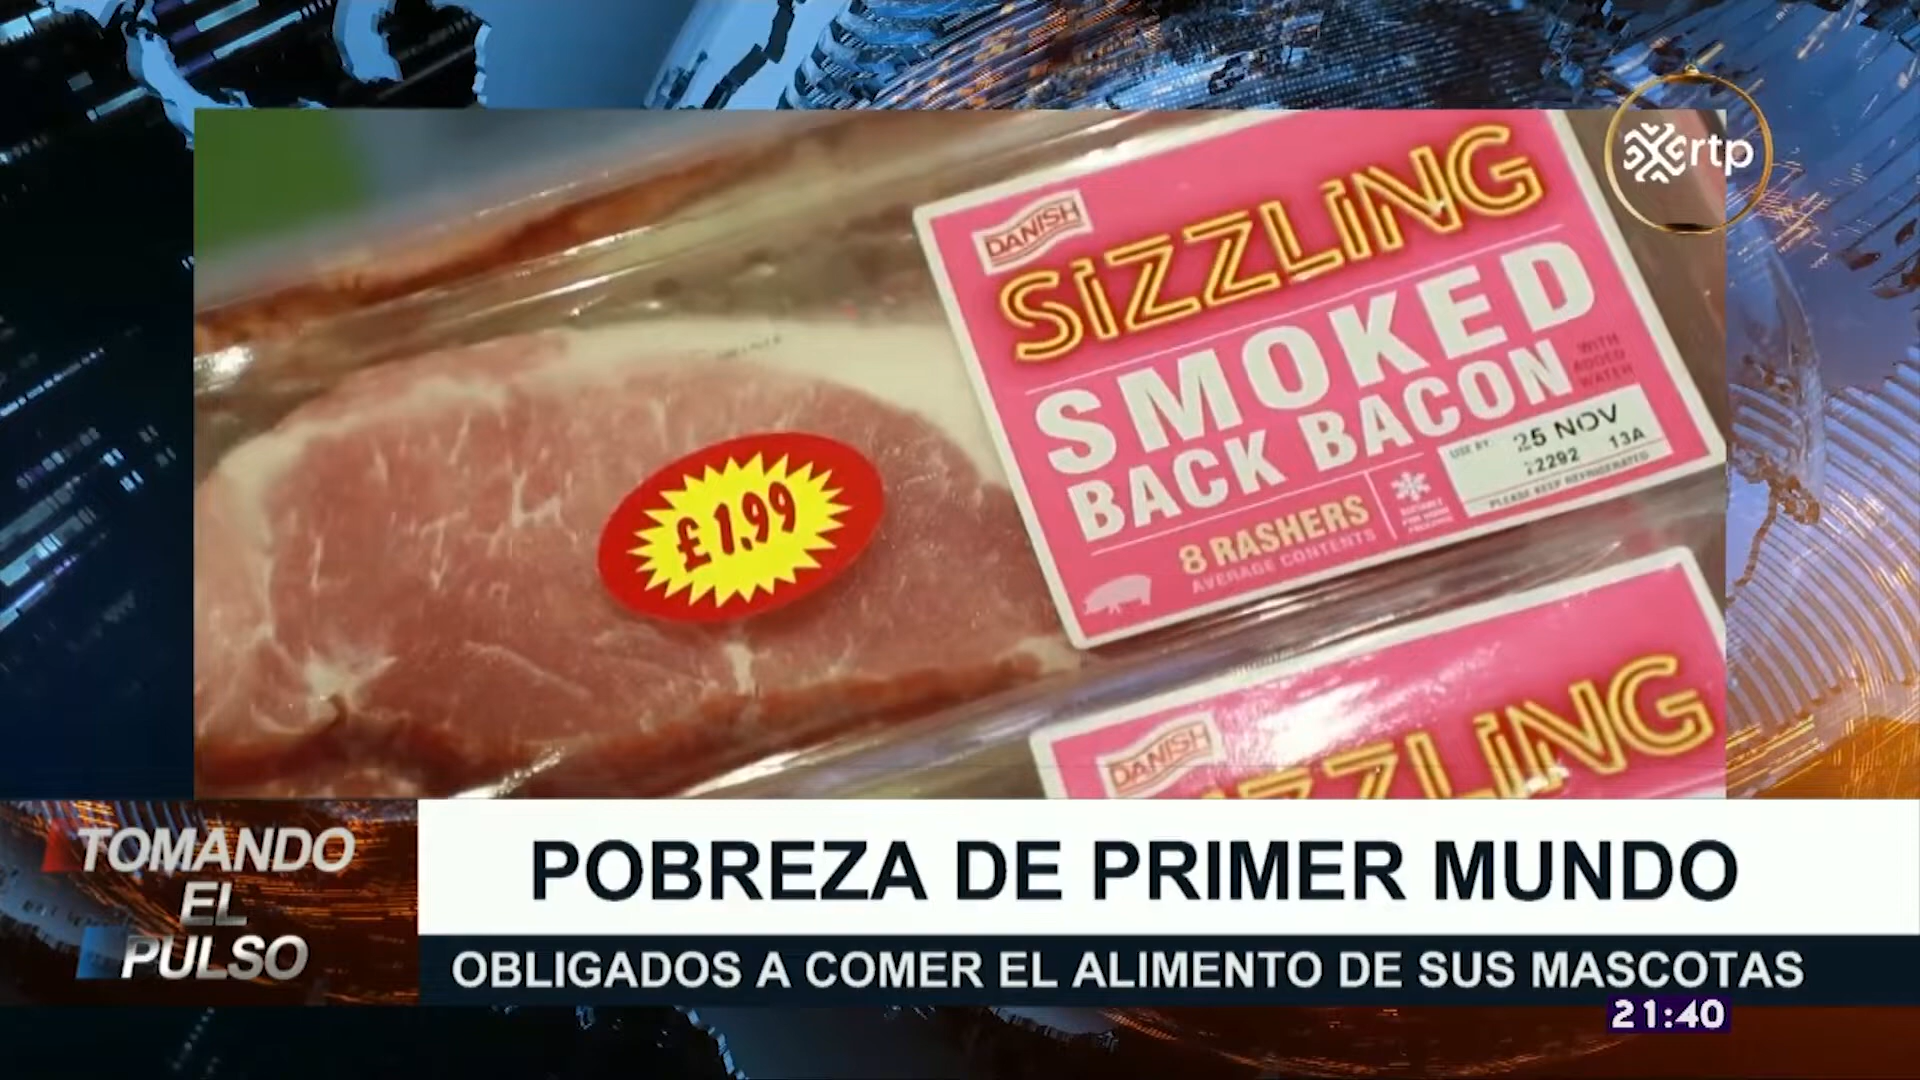 rtp
DANISH
SIZZLING
SMOKED
BACK BACON
WITH
ADDED
WATER
USE BY
25 NOV
13A
8 RASHERS
AVERAGE CONTENTS
PLEASE KEEP REFRIGERATED
£1.99
DANISH
ZZLING
TOMANDO
EL
PULSO
POBREZA DE PRIMER MUNDO
OBLIGADOS A COMER EL ALIMENTO DE SUS MASCOTAS
21:40